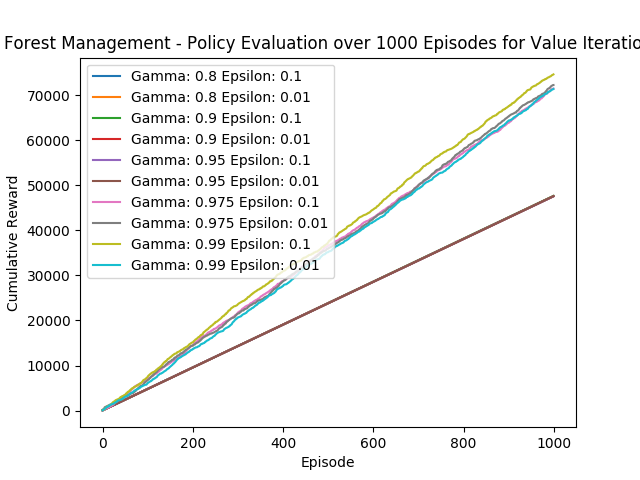 Forest Management - Policy Evaluation over 1000 Episodes for Value Iteratio
Gamma: 0.8 Epsilon: 0.1
Gamma: 0.8 Epsilon: 0.01
Gamma: 0.9 Epsilon: 0.1
Gamma: 0.9 Epsilon: 0.01
Gamma: 0.95 Epsilon: 0.1
Gamma: 0.95 Epsilon: 0.01
Gamma: 0.975 Epsilon: 0.1
Gamma: 0.975 Epsilon: 0.01
Gamma: 0.99 Epsilon: 0.1
Gamma: 0.99 Epsilon: 0.01
70000
60000
50000
40000
30000
20000
10000
0
Cumulative Reward
0 200 400 600 800 1000
Episode